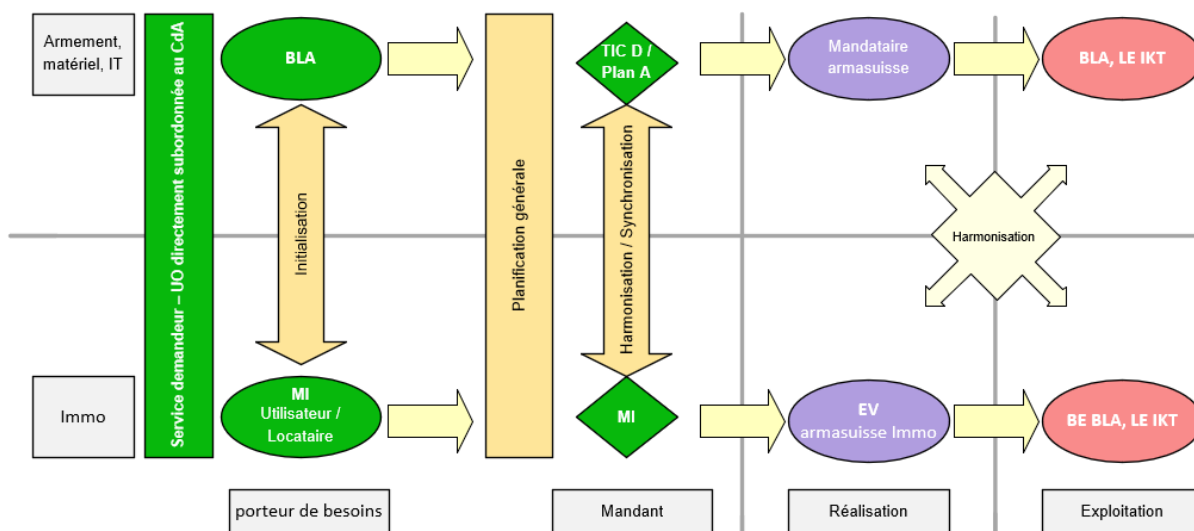 Armement,
matériel, IT
Service demandeur – UO directement subordonnée au CdA
BLA
Planification générale
TIC D /
Plan A
Mandataire
armasuisse
BLA, LE IKT
Initialisation
Harmonisation / Synchronisation
Harmonisation
Immo
MI
Utilisateur /
Locataire
MI
EV
armasuisse Immo
BE BLA, LE IKT
porteur de besoins
Mandant
Réalisation
Exploitation